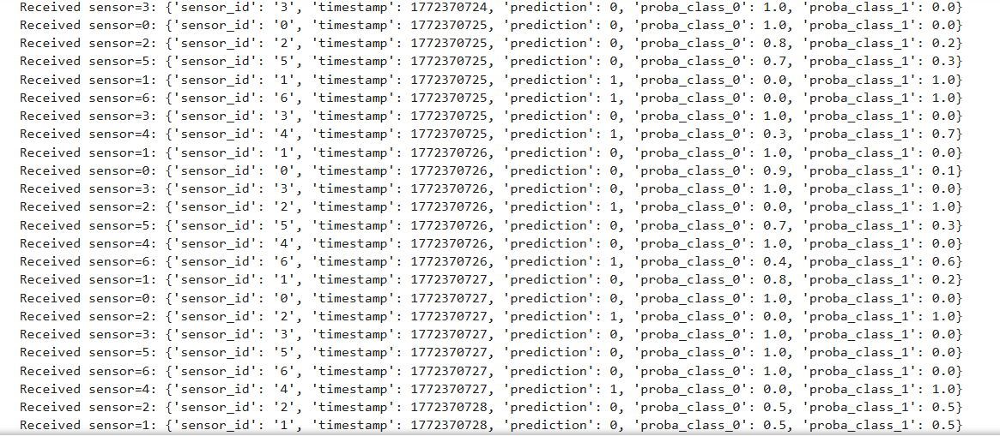 Received sensor=3: {'sensor_id': '3', 'timestamp': 1772370724, 'prediction': 0, 'proba_class_0': 1.0, 'proba_class_1': 0.0}
Received sensor=0: {'sensor_id': '0', 'timestamp': 1772370725, 'prediction': 0, 'proba_class_0': 1.0, 'proba_class_1': 0.0}
Received sensor=2: {'sensor_id': '2', 'timestamp': 1772370725, 'prediction': 0, 'proba_class_0': 0.8, 'proba_class_1': 0.2}
Received sensor=5: {'sensor_id': '5', 'timestamp': 1772370725, 'prediction': 0, 'proba_class_0': 0.7, 'proba_class_1': 0.3}
Received sensor=1: {'sensor_id': '1', 'timestamp': 1772370725, 'prediction': 1, 'proba_class_0': 0.0, 'proba_class_1': 1.0}
Received sensor=6: {'sensor_id': '6', 'timestamp': 1772370725, 'prediction': 1, 'proba_class_0': 0.0, 'proba_class_1': 1.0}
Received sensor=3: {'sensor_id': '3', 'timestamp': 1772370725, 'prediction': 0, 'proba_class_0': 1.0, 'proba_class_1': 0.0}
Received sensor=4: {'sensor_id': '4', 'timestamp': 1772370725, 'prediction': 1, 'proba_class_0': 0.3, 'proba_class_1': 0.7}
Received sensor=1: {'sensor_id': '1', 'timestamp': 1772370726, 'prediction': 0, 'proba_class_0': 1.0, 'proba_class_1': 0.0}
Received sensor=0: {'sensor_id': '0', 'timestamp': 1772370726, 'prediction': 0, 'proba_class_0': 0.9, 'proba_class_1': 0.1}
Received sensor=3: {'sensor_id': '3', 'timestamp': 1772370726, 'prediction': 0, 'proba_class_0': 1.0, 'proba_class_1': 0.0}
Received sensor=2: {'sensor_id': '2', 'timestamp': 1772370726, 'prediction': 1, 'proba_class_0': 0.0, 'proba_class_1': 1.0}
Received sensor=5: {'sensor_id': '5', 'timestamp': 1772370726, 'prediction': 0, 'proba_class_0': 0.7, 'proba_class_1': 0.3}
Received sensor=4: {'sensor_id': '4', 'timestamp': 1772370726, 'prediction': 0, 'proba_class_0': 1.0, 'proba_class_1': 0.0}
Received sensor=6: {'sensor_id': '6', 'timestamp': 1772370726, 'prediction': 1, 'proba_class_0': 0.4, 'proba_class_1': 0.6}
Received sensor=1: {'sensor_id': '1', 'timestamp': 1772370727, 'prediction': 0, 'proba_class_0': 0.8, 'proba_class_1': 0.2}
Received sensor=0: {'sensor_id': '0', 'timestamp': 1772370727, 'prediction': 0, 'proba_class_0': 1.0, 'proba_class_1': 0.0}
Received sensor=2: {'sensor_id': '2', 'timestamp': 1772370727, 'prediction': 1, 'proba_class_0': 0.0, 'proba_class_1': 1.0}
Received sensor=3: {'sensor_id': '3', 'timestamp': 1772370727, 'prediction': 0, 'proba_class_0': 1.0, 'proba_class_1': 0.0}
Received sensor=5: {'sensor_id': '5', 'timestamp': 1772370727, 'prediction': 0, 'proba_class_0': 1.0, 'proba_class_1': 0.0}
Received sensor=6: {'sensor_id': '6', 'timestamp': 1772370727, 'prediction': 0, 'proba_class_0': 1.0, 'proba_class_1': 0.0}
Received sensor=4: {'sensor_id': '4', 'timestamp': 1772370727, 'prediction': 1, 'proba_class_0': 0.0, 'proba_class_1': 1.0}
Received sensor=2: {'sensor_id': '2', 'timestamp': 1772370728, 'prediction': 0, 'proba_class_0': 0.5, 'proba_class_1': 0.5}
Received sensor=1: {'sensor_id': '1', 'timestamp': 1772370728, 'prediction': 0, 'proba_class_0': 0.5, 'proba_class_1': 0.5}